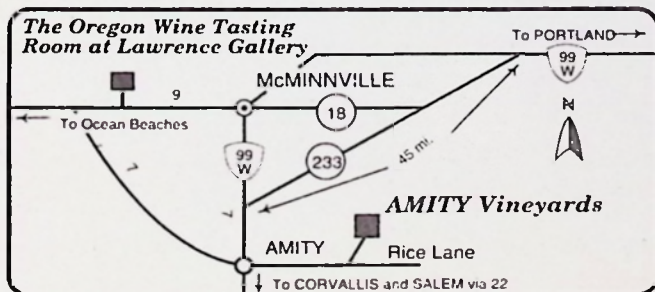 The Oregon Wine Tasting
Room at Lawrence Gallery
To PORTLAND
99
W
McMINNVILLE
N
9
18
To Ocean Beaches
99
W
233
45 mi.
7
7
AMITY Vineyards
AMITY
Rice Lane
To CORVALLIS and SALEM via 22